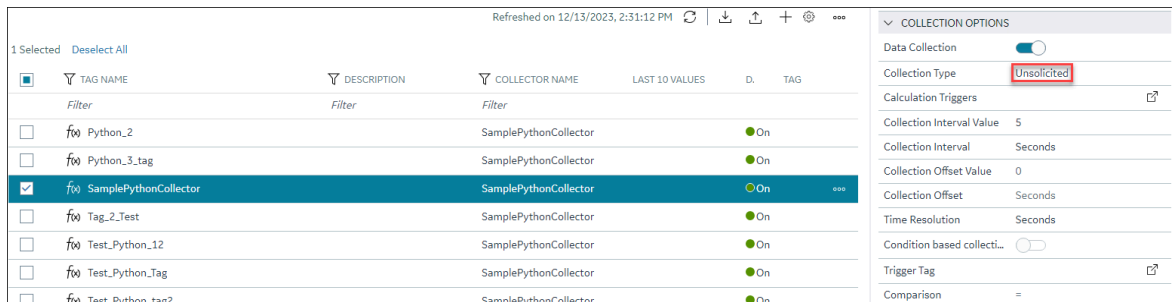 Refreshed on 12/13/2023, 2:31:12 PM
1 Selected Deselect All
TAG NAME DESCRIPTION COLLECTOR NAME LAST 10 VALUES D. TAG
Filter Filter Filter
f(x) Python_2 SamplePythonCollector On
f(x) Python_3_tag SamplePythonCollector On
f(x) SamplePythonCollector SamplePythonCollector On
f(x) Tag_2_Test SamplePythonCollector On
f(x) Test_Python_12 SamplePythonCollector On
f(x) Test_Python_Tag SamplePythonCollector On
f(x) Test_Python_tag2 SamplePythonCollector On
COLLECTION OPTIONS
Data Collection
Collection Type Unsolicited
Calculation Triggers
Collection Interval Value 5
Collection Interval Seconds
Collection Offset Value 0
Collection Offset Seconds
Time Resolution Seconds
Condition based collecti...
Trigger Tag
Comparison =